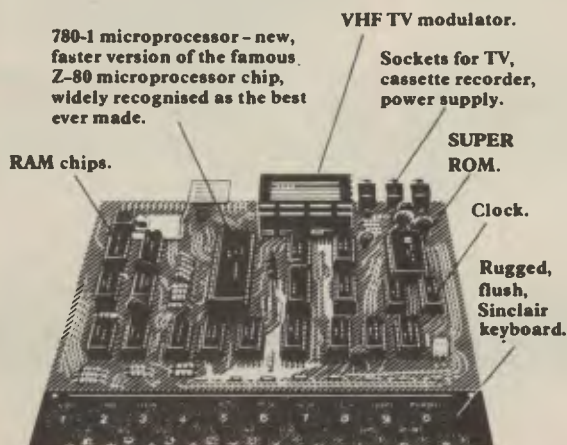 VHF TV modulator.
780-1 microprocessor – new,
faster version of the famous
Z-80 microprocessor chip,
widely recognised as the best
ever made.
Sockets for TV,
cassette recorder,
power supply.
RAM chips.
SUPER
ROM.
Clock.
Rugged,
flush,
Sinclair
keyboard.
1 2 3 4 5 6 7 8 9 0